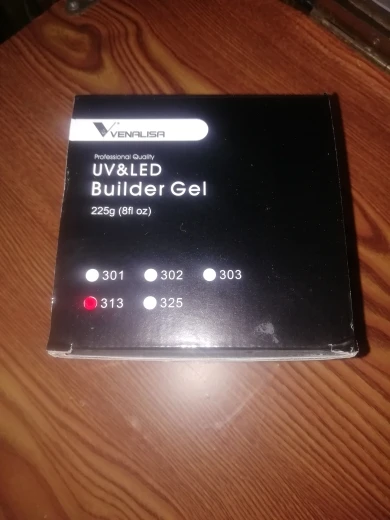 VENALISA
Professional Quality
UV&LED
Builder Gel
225g (8fl oz)
301 302 303
313 325